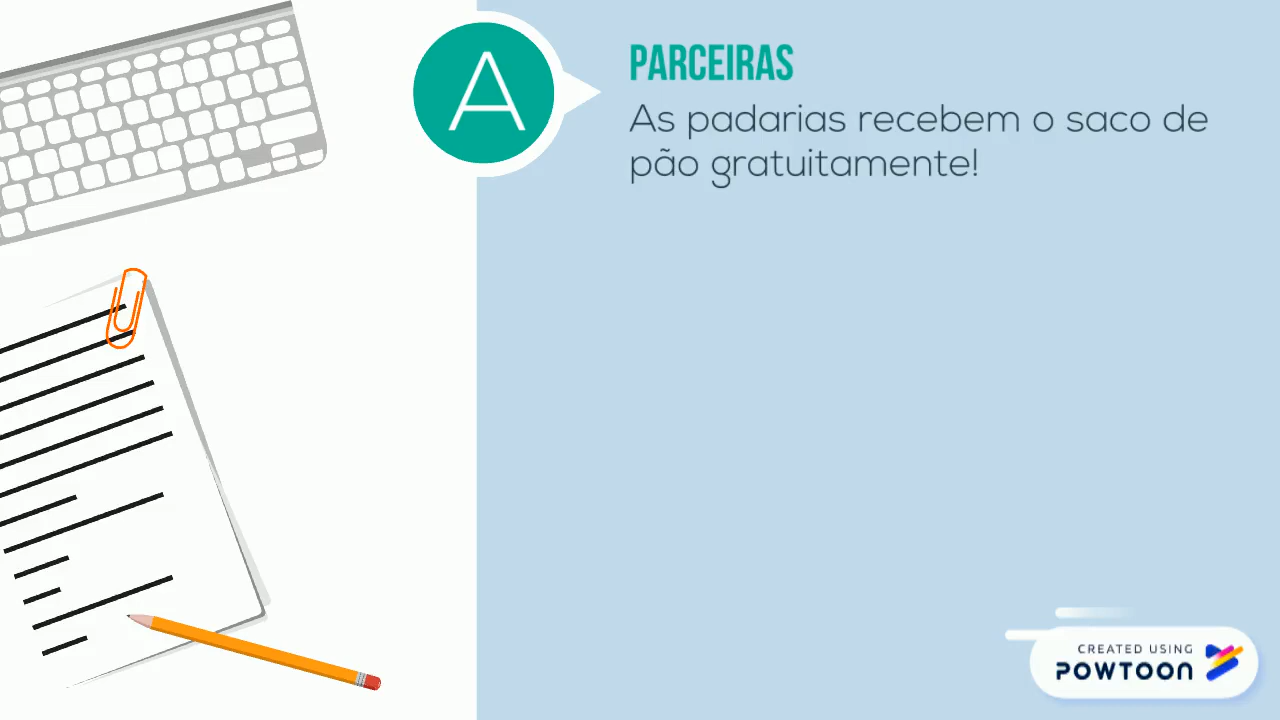 A
PARCEIRAS
As padarias recebem o saco de
pão gratuitamente!
CREATED USING
POWTOON